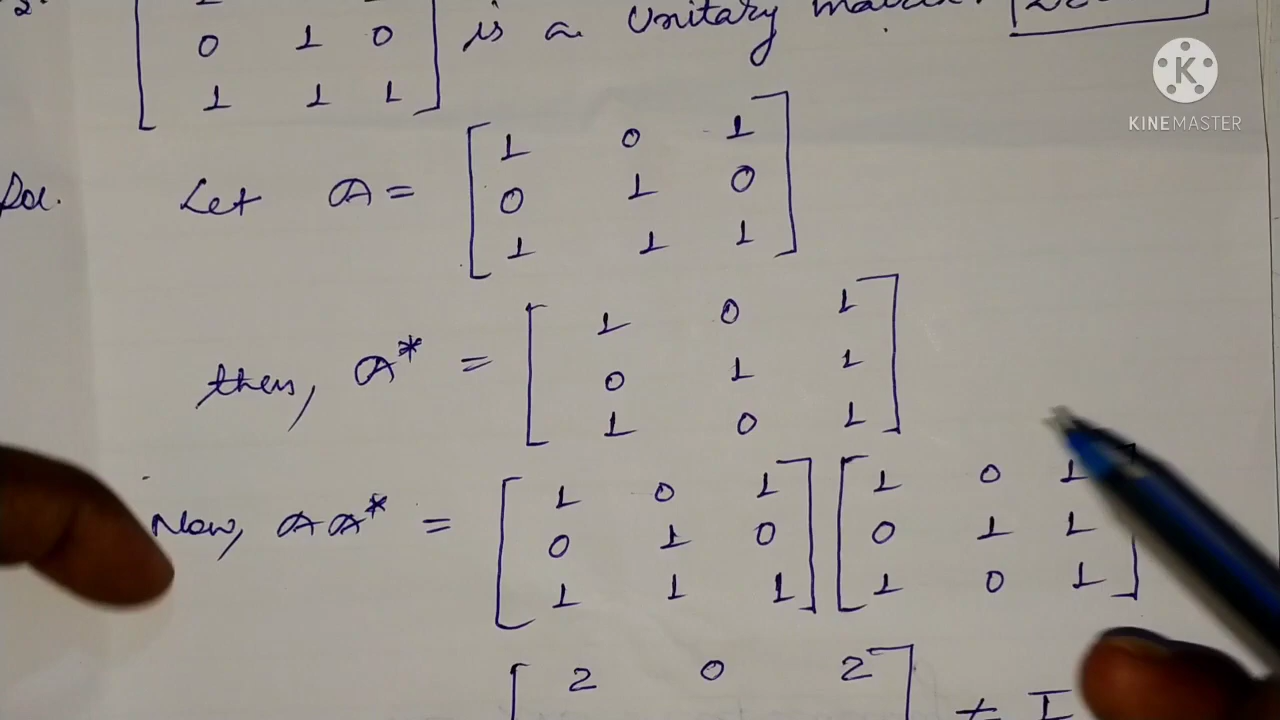 2.
0 1 0 is a Unitary matrix.
1 1 1
KINEMASTER
1 0 1
Let A = 0 1 0
1 1 1
1 0 1
then, A* = 0 1 1
1 0 1
1 0 1 1 0 1
Now, AA* = 0 1 0 0 1 1
1 1 1 1 0 1
2 0 2
≠ I